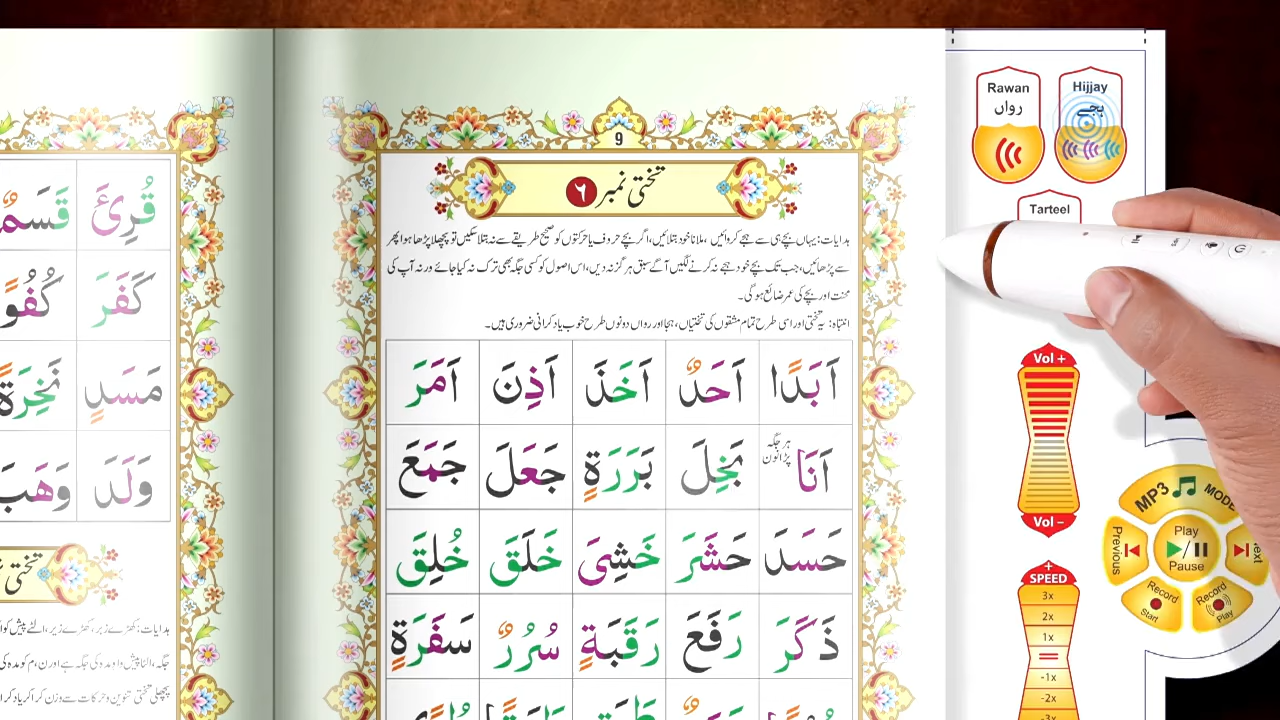 9
تختی نمبر ٦
ہدایات: یہاں بچے ہی سے ہجے کروائیں، ملانا خود بتلائیں، اگر بچے حروف یا حرکتوں کو صحیح طریقے سے نہ بتلا سکیں تو پچھلا پڑھا ہوا پھر
سے پڑھائیں، جب تک بچے خود ہجے نہ کرنے لگیں آگے سبق ہرگز نہ دیں، اس اصول کو کسی جگہ بھی ترک نہ کیا جائے ورنہ آپ کی
محنت اور بچے کی عمر ضائع ہوگی۔
انتباہ: یہ تختی اور اسی طرح تمام مشقوں کی تختیاں، ہجا اور رواں دونوں طرح خوب یاد کرانی ضروری ہیں۔
اَبَدًا اَحَدٌ اَخَذَ اَذِنَ اَمَرَ
اَنَا ہر جگہ بَخِلَ بَرَرَةٍ جَعَلَ جَمَعَ
حَسَدَ حَشَرَ خَشِىَ خَلَقَ خُلِقَ
ذَكَرَ رَفَعَ رَقَبَةٍ سُرُرٌ سَفَرَةٍ
قُرِئَ
كَفَرَ كُفُوًا
مَسَدٍ نَخِرَةً
وَلَدَ وَهَبَ
Rawan
رواں
Hijjay
ہجے
Tarteel
Vol +
Vol –
+
SPEED
3x
2x
1x
-1x
-2x
-3x
MP3 MODE
Previous
Play
/
Pause
Record
Start
Record
Play